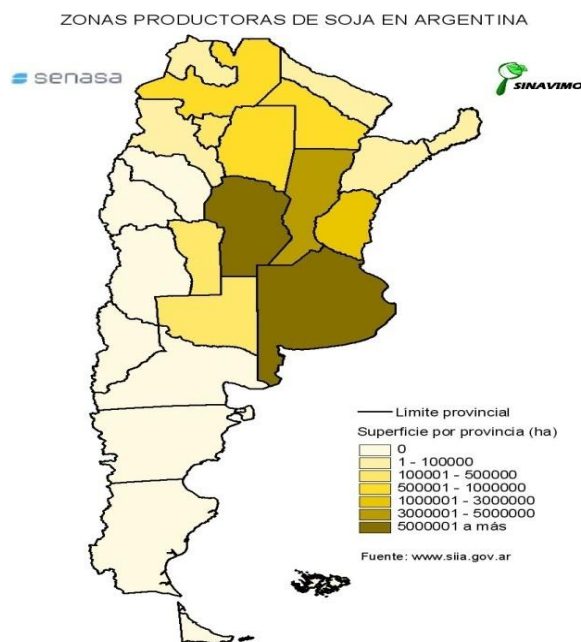 ZONAS PRODUCTORAS DE SOJA EN ARGENTINA
senasa
SINAVIMO
Limite provincial
Superficie por provincia (ha)
0
1 - 100000
100001 - 500000
500001 - 1000000
1000001 - 3000000
3000001 - 5000000
5000001 a más
Fuente: www.siia.gov.ar